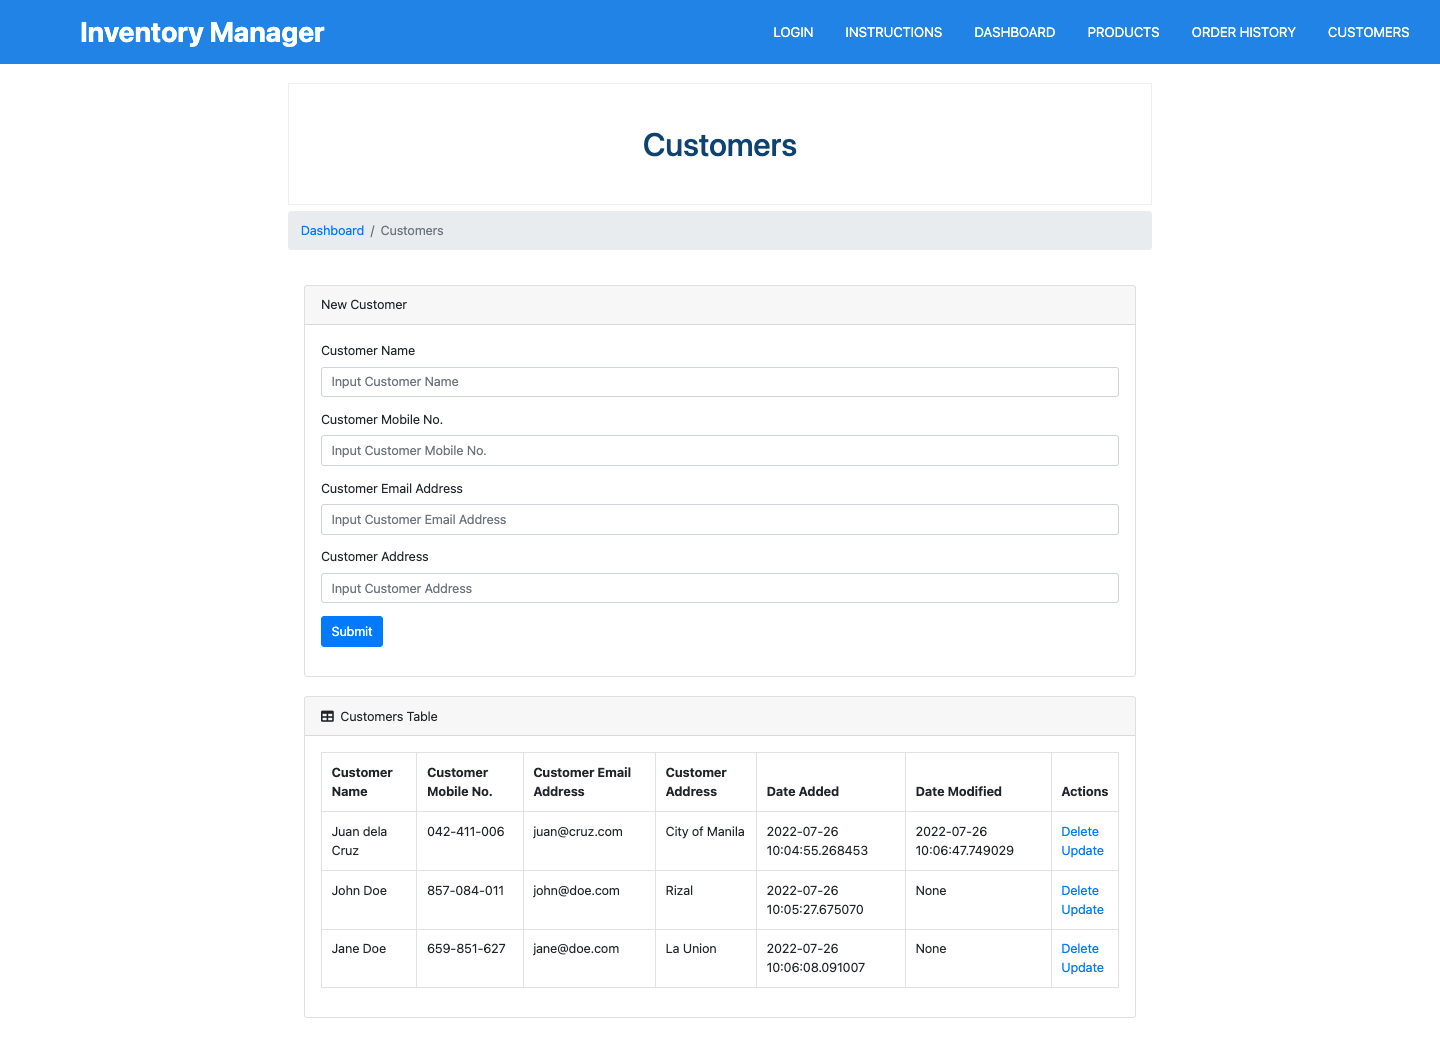 Inventory Manager
LOGIN INSTRUCTIONS DASHBOARD PRODUCTS ORDER HISTORY CUSTOMERS
Customers
Dashboard / Customers
New Customer
Customer Name
Input Customer Name
Customer Mobile No.
Input Customer Mobile No.
Customer Email Address
Input Customer Email Address
Customer Address
Input Customer Address
Submit
Customers Table
Customer Name
Customer Mobile No.
Customer Email Address
Customer Address
Date Added
Date Modified
Actions
Juan dela Cruz
042-411-006
juan@cruz.com
City of Manila
2022-07-26 10:04:55.268453
2022-07-26 10:06:47.749029
Delete
Update
John Doe
857-084-011
john@doe.com
Rizal
2022-07-26 10:05:27.675070
None
Delete
Update
Jane Doe
659-851-627
jane@doe.com
La Union
2022-07-26 10:06:08.091007
None
Delete
Update